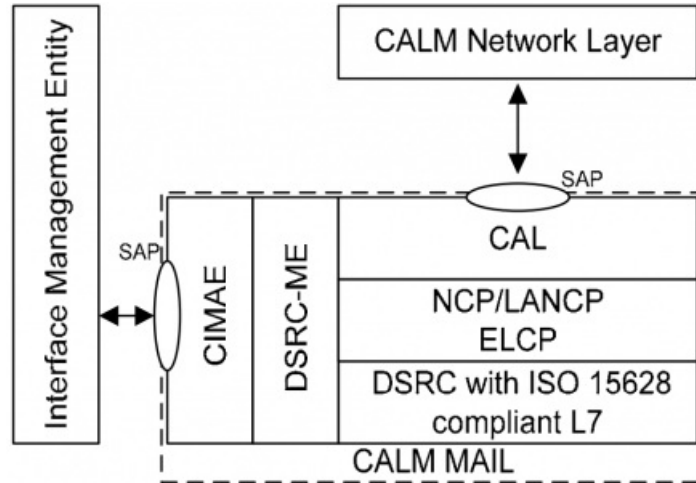 Interface Management Entity
CALM Network Layer
SAP
SAP
CIMAE
DSRC-ME
CAL
NCP/LANCP
ELCP
DSRC with ISO 15628
compliant L7
CALM MAIL